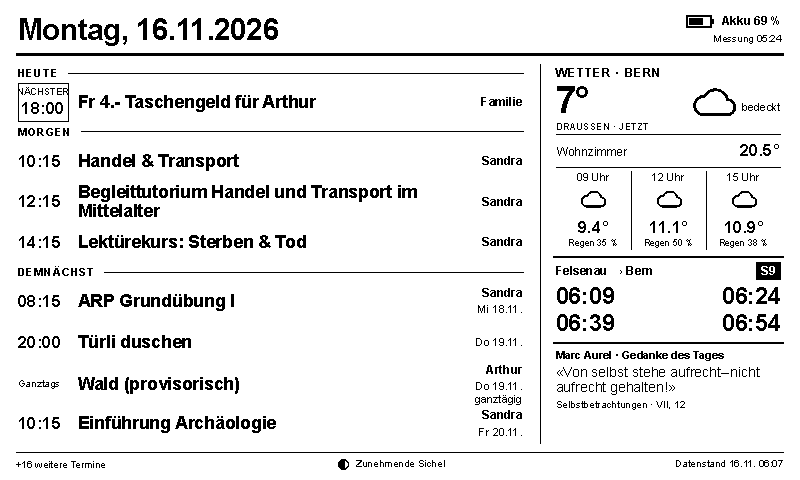 Montag, 16.11.2026
Akku 69 %
Messung 05:24
HEUTE
NÄCHSTER
18:00 Fr 4.- Taschengeld für Arthur Familie
MORGEN
10:15 Handel & Transport Sandra
12:15 Begleittutorium Handel und Transport im
Mittelalter Sandra
14:15 Lektürekurs: Sterben & Tod Sandra
DEMNÄCHST
08:15 ARP Grundübung I Sandra
Mi 18.11.
20:00 Türli duschen Do 19.11.
Ganztags Wald (provisorisch) Arthur
Do 19.11.
ganztägig
10:15 Einführung Archäologie Sandra
Fr 20.11.
WETTER · BERN
7° bedeckt
DRAUSSEN · JETZT
Wohnzimmer 20.5°
09 Uhr 12 Uhr 15 Uhr
9.4° 11.1° 10.9°
Regen 35 % Regen 50 % Regen 38 %
Felsenau › Bern S9
06:09 06:24
06:39 06:54
Marc Aurel · Gedanke des Tages
«Von selbst stehe aufrecht–nicht
aufrecht gehalten!»
Selbstbetrachtungen · VII, 12
+16 weitere Termine
Zunehmende Sichel
Datenstand 16.11. 06:07